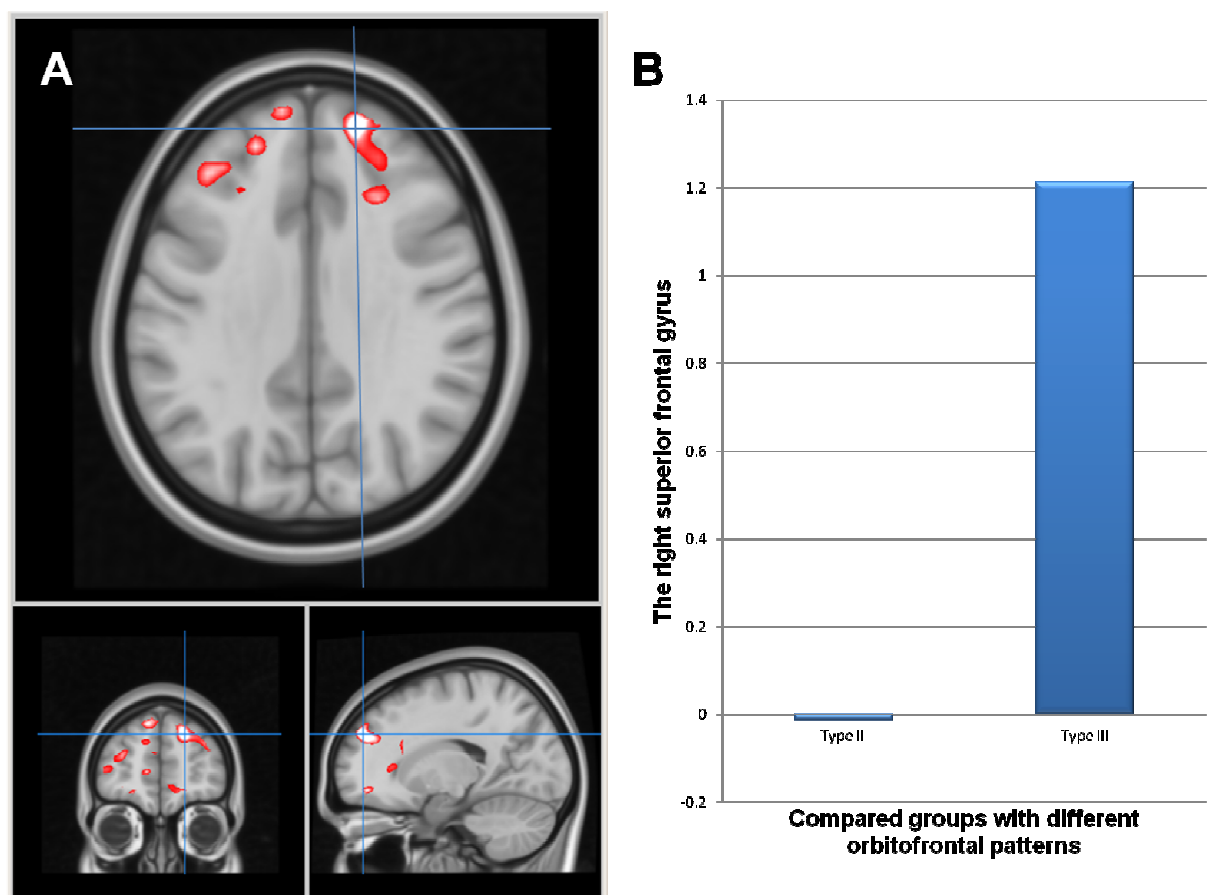 A
B
The right superior frontal gyrus
1.4
1.2
1
0.8
0.6
0.4
0.2
0
-0.2
Type II
Type III
Compared groups with different
orbitofrontal patterns